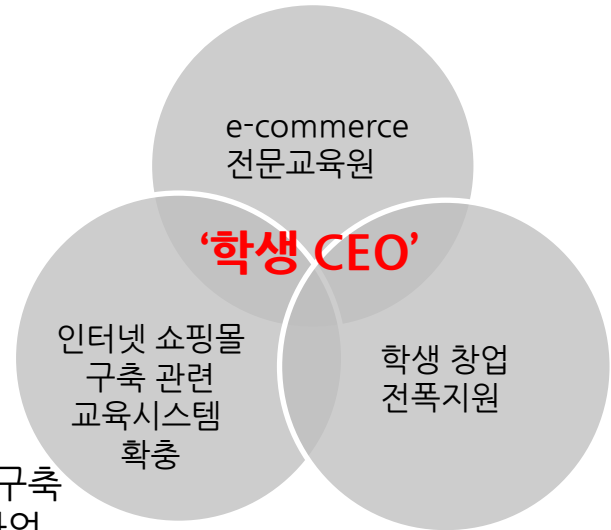 e-commerce
전문교육원
‘학생 CEO’
인터넷 쇼핑몰
구축 관련
교육시스템
확충
학생 창업
전폭지원
구축